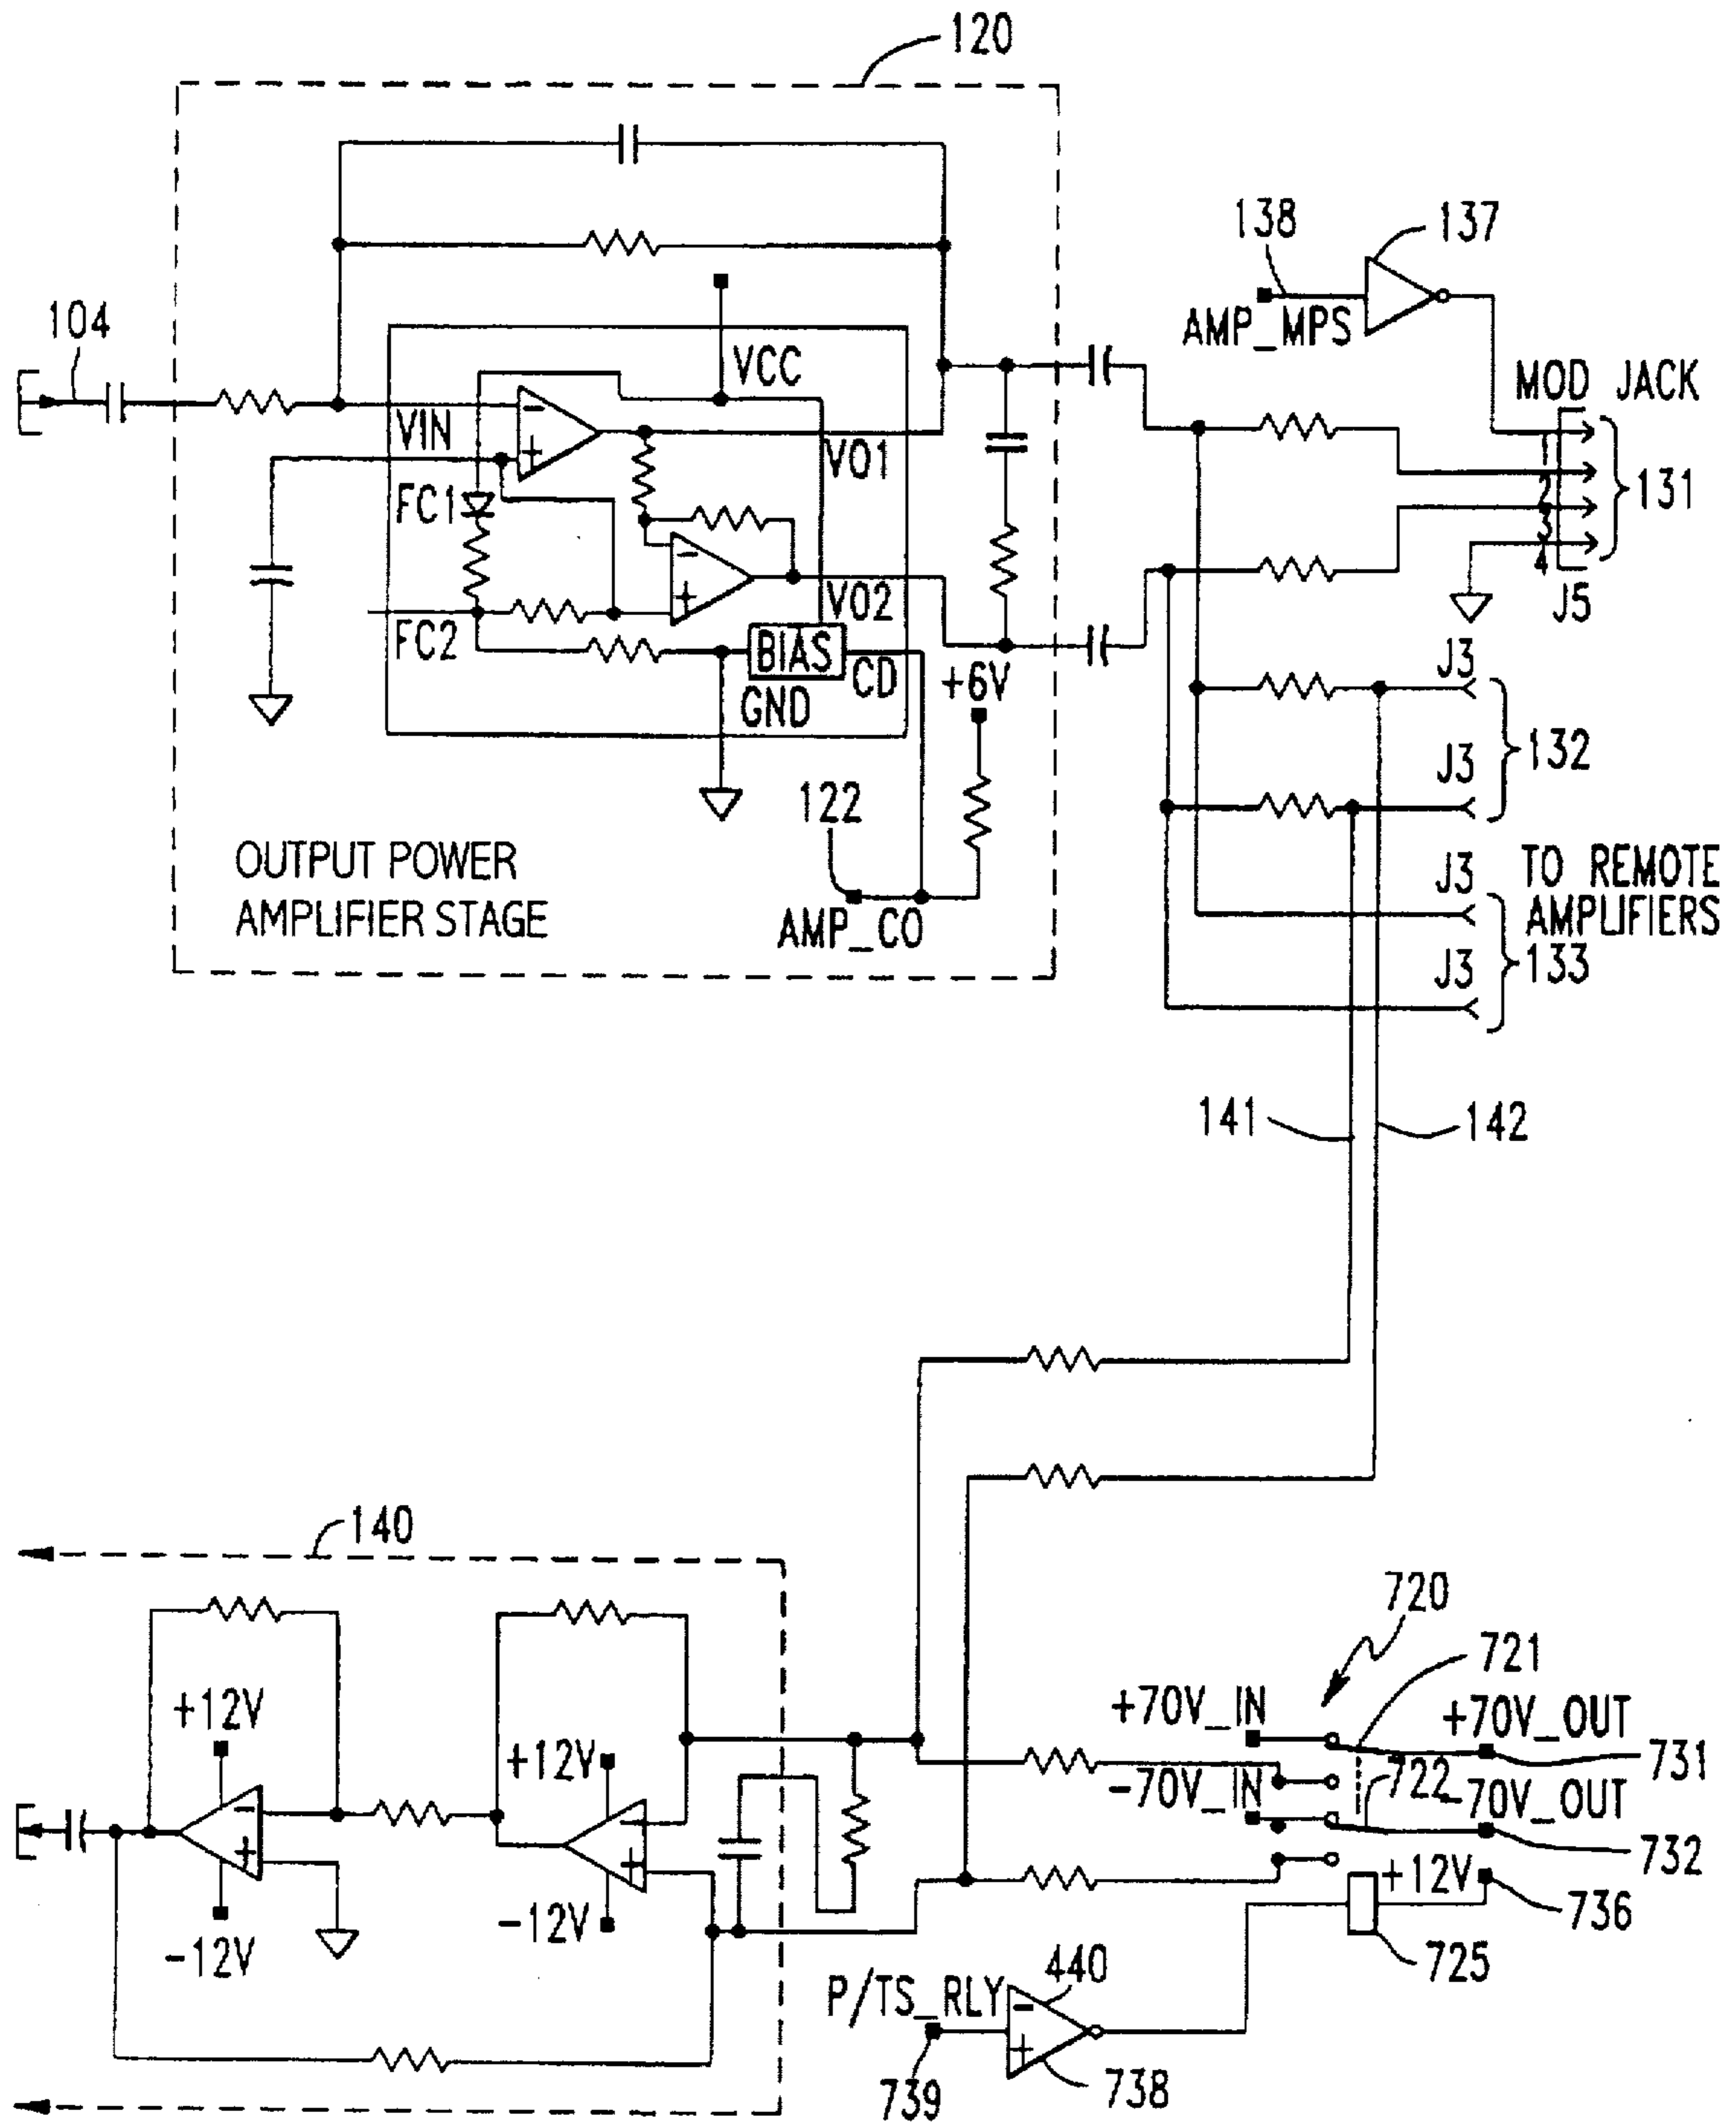 120
138
137
104
AMP_MPS
VCC
MOD JACK
VIN
-
+
VO1
1
2
3
4
131
FC1
-
+
VO2
J5
FC2
BIAS
CD
GND
+6V
J3
J3
132
122
OUTPUT POWER
AMPLIFIER STAGE
AMP_CO
J3
TO REMOTE
AMPLIFIERS
J3
133
141
142
140
720
721
+12V
+70V_IN
+70V_OUT
731
+12V
-70V_IN
722
-70V_OUT
-
+
-
+
732
-12V
-12V
+12V
736
725
P/TS_RLY
440
-
+
739
738